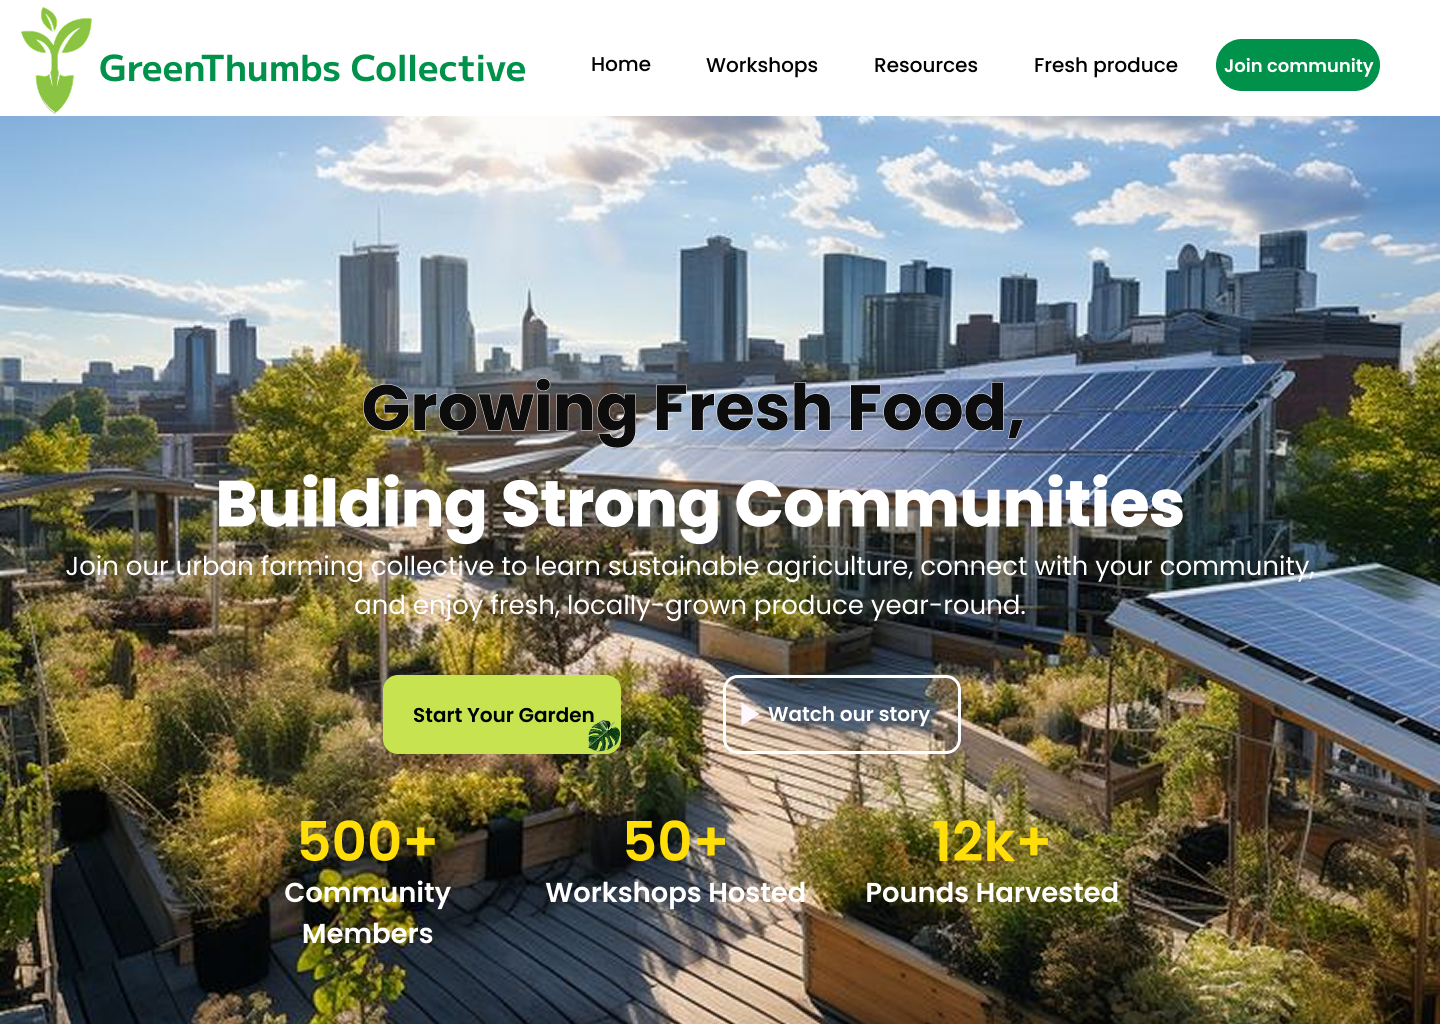 GreenThumbs Collective
Home
Workshops
Resources
Fresh produce
Join community
Growing Fresh Food,
Building Strong Communities
Join our urban farming collective to learn sustainable agriculture, connect with your community,
and enjoy fresh, locally-grown produce year-round.
Start Your Garden
Watch our story
500+
Community
Members
50+
Workshops Hosted
12k+
Pounds Harvested